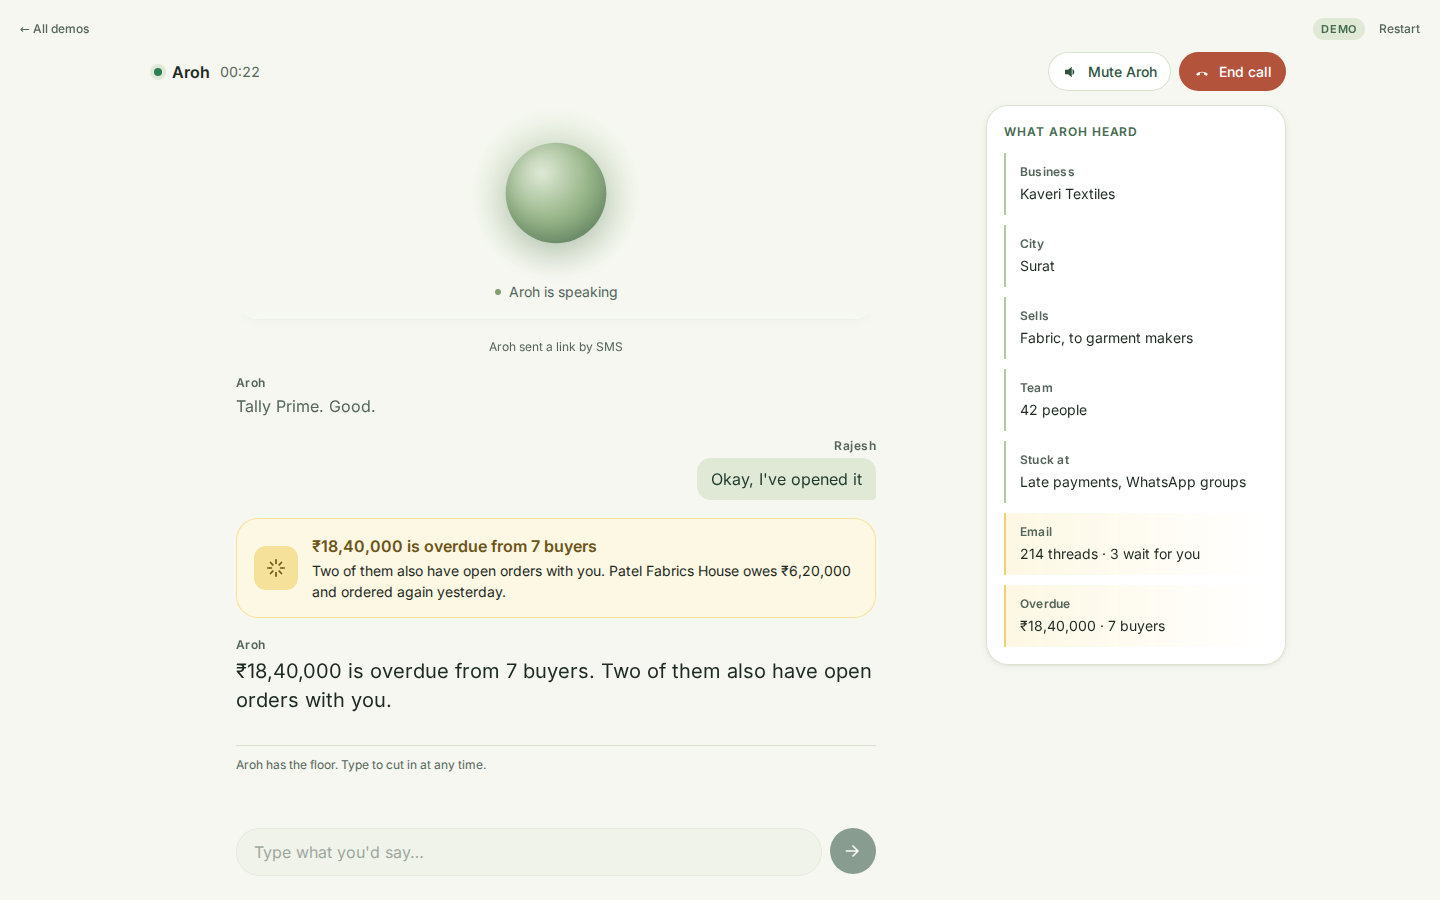 ← All demos
DEMO
Restart
Aroh 00:22
Mute Aroh
End call
Aroh is speaking
Aroh sent a link by SMS
Aroh
Tally Prime. Good.
Rajesh
Okay, I've opened it
₹18,40,000 is overdue from 7 buyers
Two of them also have open orders with you. Patel Fabrics House owes ₹6,20,000
and ordered again yesterday.
Aroh
₹18,40,000 is overdue from 7 buyers. Two of them also have open
orders with you.
Aroh has the floor. Type to cut in at any time.
Type what you'd say...
WHAT AROH HEARD
Business
Kaveri Textiles
City
Surat
Sells
Fabric, to garment makers
Team
42 people
Stuck at
Late payments, WhatsApp groups
Email
214 threads · 3 wait for you
Overdue
₹18,40,000 · 7 buyers